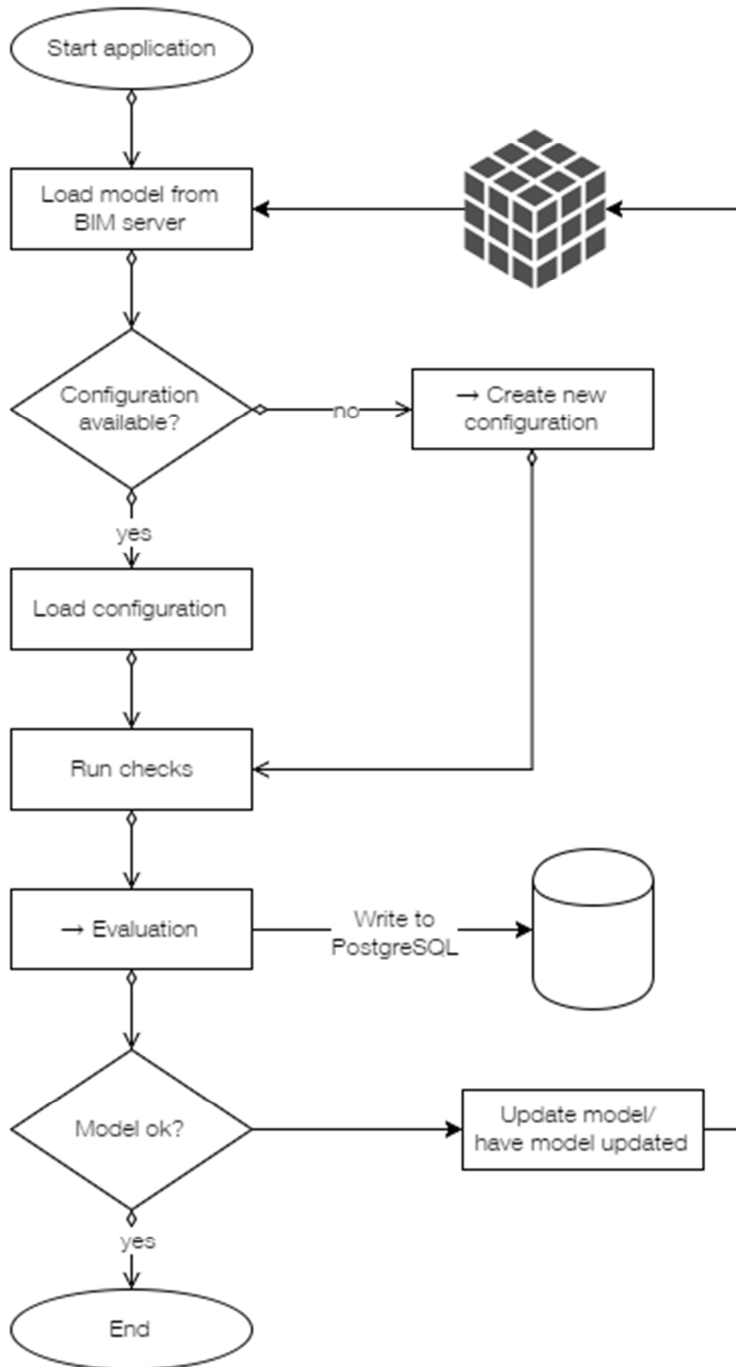 Start application
Load model from
BIM server
Configuration
available?
no
→ Create new
configuration
yes
Load configuration
Run checks
→ Evaluation
Write to
PostgreSQL
Model ok?
Update model/
have model updated
yes
End